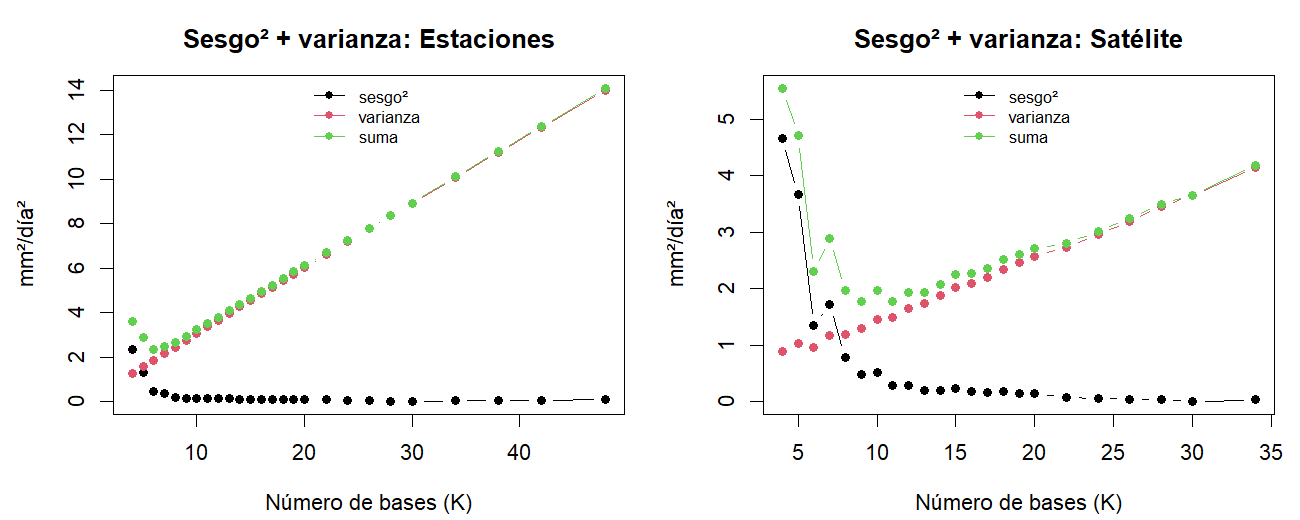 Sesgo² + varianza: Estaciones
mm²/día²
0
2
4
6
8
10
12
14
sesgo²
varianza
suma
10
20
30
40
Número de bases (K)
Sesgo² + varianza: Satélite
mm²/día²
0
1
2
3
4
5
sesgo²
varianza
suma
5
10
15
20
25
30
35
Número de bases (K)